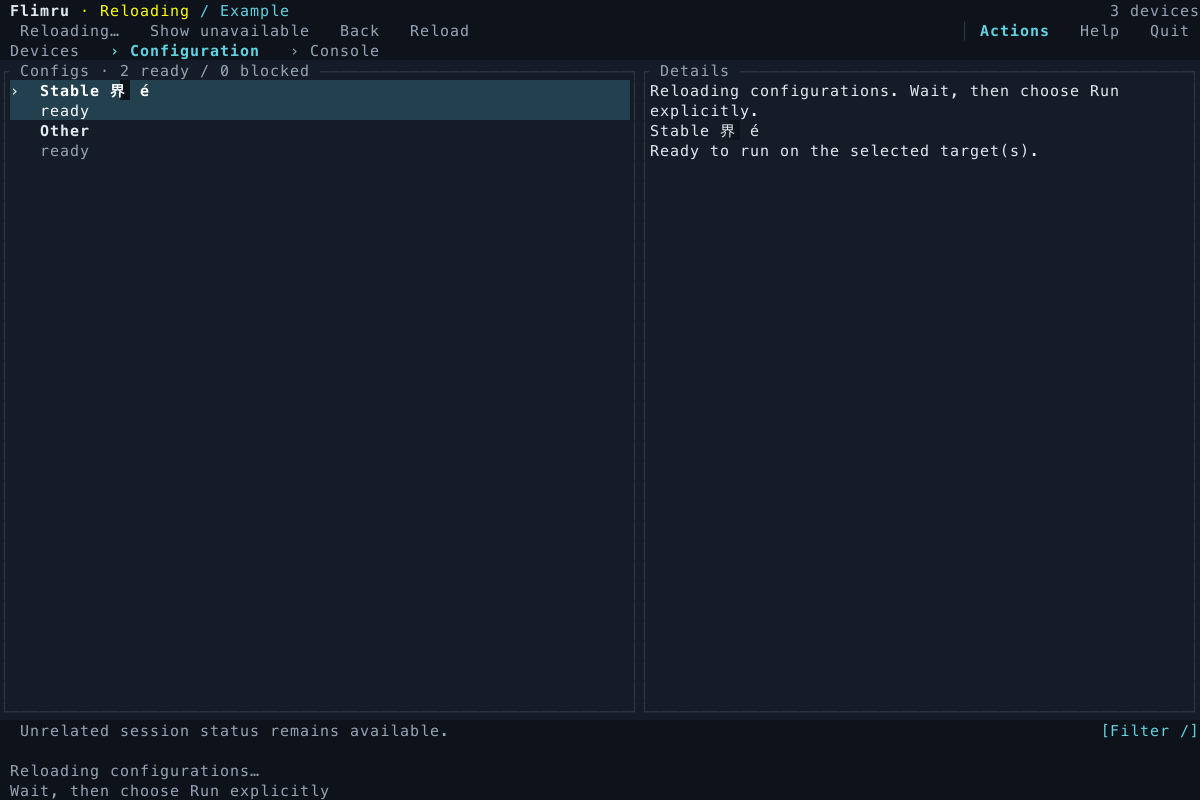 Flimru · Reloading / Example 3 devices
Reloading… Show unavailable Back Reload │ Actions Help Quit
Devices › Configuration › Console
Configs · 2 ready / 0 blocked
› Stable 界 é
ready
Other
ready
Details
Reloading configurations. Wait, then choose Run
explicitly.
Stable 界 é
Ready to run on the selected target(s).
Unrelated session status remains available. [Filter /]
Reloading configurations…
Wait, then choose Run explicitly